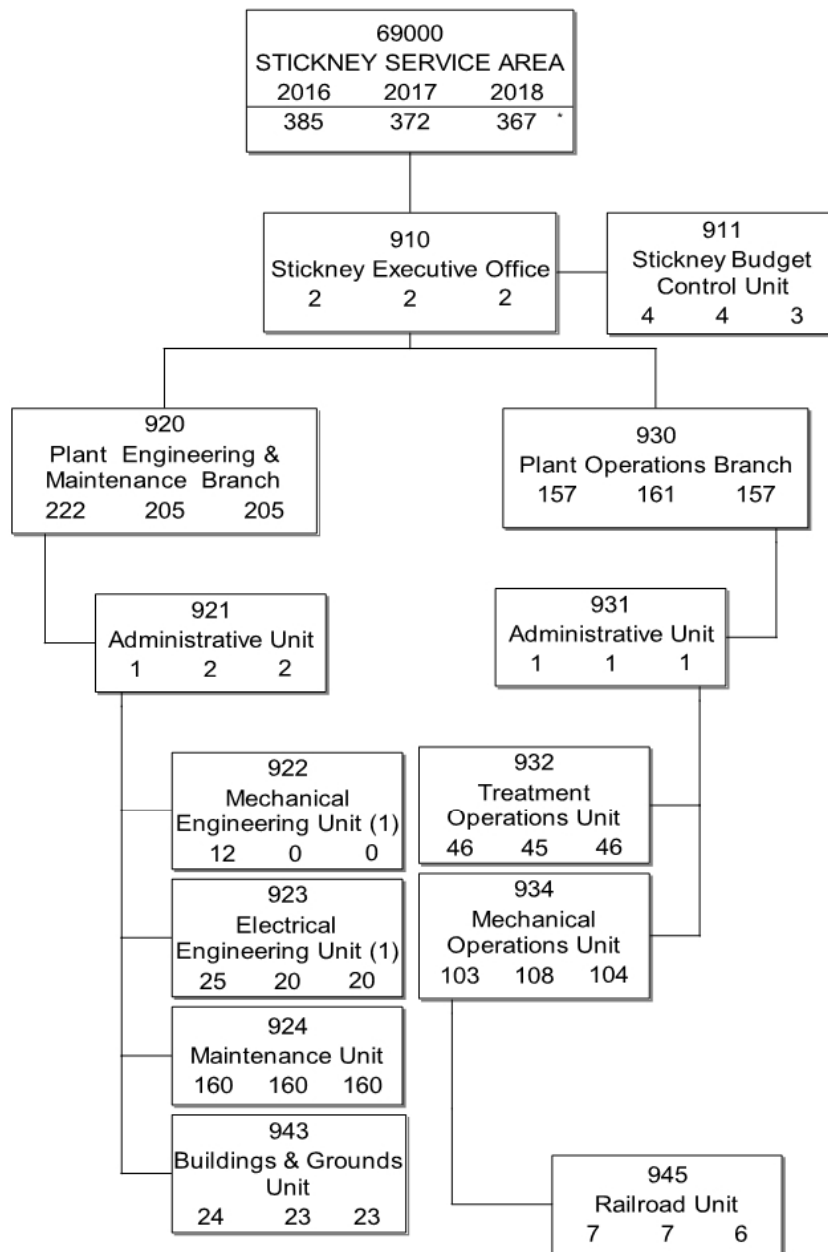 69000
STICKNEY SERVICE AREA
2016 2017 2018
385 372 367 *
910
Stickney Executive Office
2 2 2
911
Stickney Budget
Control Unit
4 4 3
920
Plant Engineering &
Maintenance Branch
222 205 205
930
Plant Operations Branch
157 161 157
921
Administrative Unit
1 2 2
931
Administrative Unit
1 1 1
922
Mechanical
Engineering Unit (1)
12 0 0
932
Treatment
Operations Unit
46 45 46
923
Electrical
Engineering Unit (1)
25 20 20
934
Mechanical
Operations Unit
103 108 104
924
Maintenance Unit
160 160 160
943
Buildings & Grounds
Unit
24 23 23
945
Railroad Unit
7 7 6